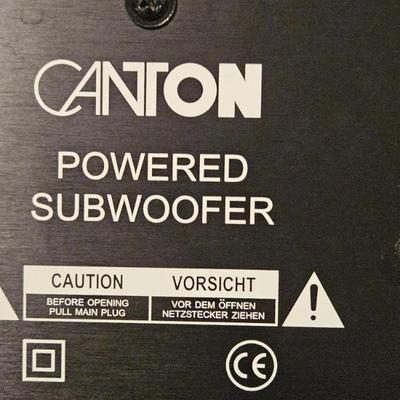 CANTON
POWERED
SUBWOOFER
CAUTION VORSICHT
BEFORE OPENING VOR DEM ÖFFNEN
PULL MAIN PLUG NETZSTECKER ZIEHEN
!
CE